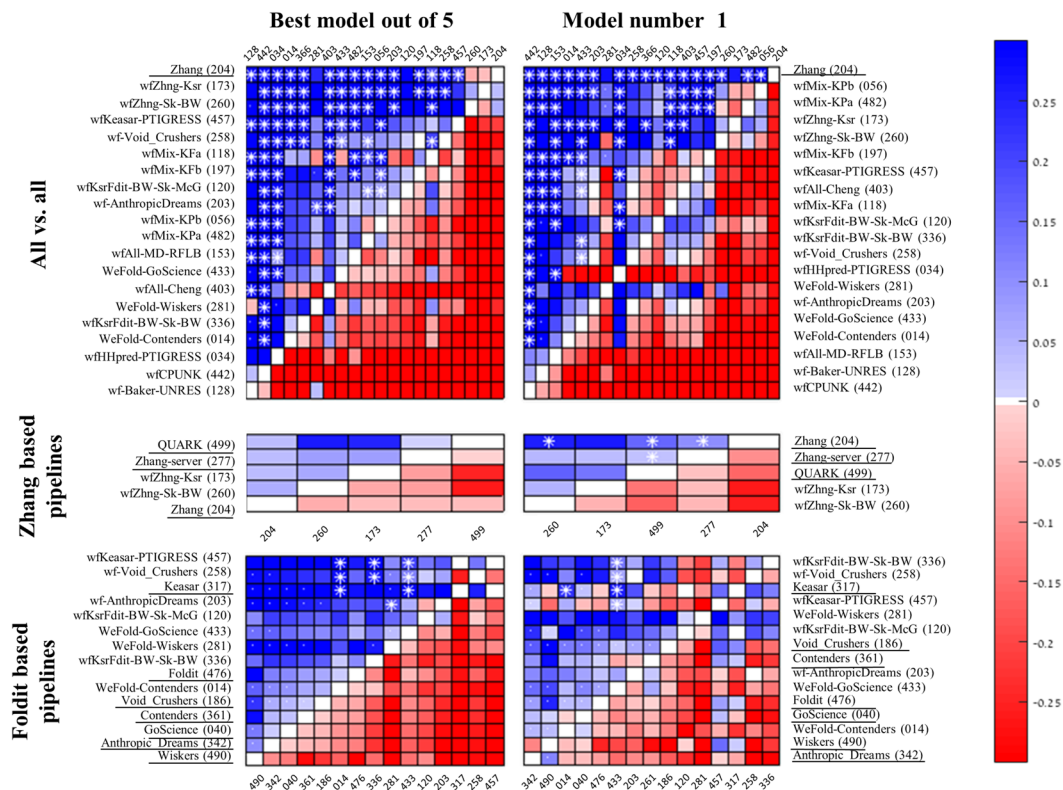 Best model out of 5
Model number 1
128 442 034 014 366 281 403 433 482 153 056 203 120 197 118 258 457 260 173 204
442 128 153 014 433 203 281 034 258 366 120 118 403 457 197 260 173 482 056 204
All vs. all
Zhang (204)
wfZhng-Ksr (173)
wfZhng-Sk-BW (260)
wfKeasar-PTIGRESS (457)
wf-Void_Crushers (258)
wfMix-KFa (118)
wfMix-KFb (197)
wfKsrFdit-BW-Sk-McG (120)
wf-AnthropicDreams (203)
wfMix-KPb (056)
wfMix-KPa (482)
wfAll-MD-RFLB (153)
WeFold-GoScience (433)
wfAll-Cheng (403)
WeFold-Wiskers (281)
wfKsrFdit-BW-Sk-BW (336)
WeFold-Contenders (014)
wfHHpred-PTIGRESS (034)
wfCPUNK (442)
wf-Baker-UNRES (128)
Zhang (204)
wfMix-KPb (056)
wfMix-KPa (482)
wfZhng-Ksr (173)
wfZhng-Sk-BW (260)
wfMix-KFb (197)
wfKeasar-PTIGRESS (457)
wfAll-Cheng (403)
wfMix-KFa (118)
wfKsrFdit-BW-Sk-McG (120)
wfKsrFdit-BW-Sk-BW (336)
wf-Void_Crushers (258)
wfHHpred-PTIGRESS (034)
WeFold-Wiskers (281)
wf-AnthropicDreams (203)
WeFold-GoScience (433)
WeFold-Contenders (014)
wfAll-MD-RFLB (153)
wf-Baker-UNRES (128)
wfCPUNK (442)
Zhang based
pipelines
QUARK (499)
Zhang-server (277)
wfZhng-Ksr (173)
wfZhng-Sk-BW (260)
Zhang (204)
Zhang (204)
Zhang-server (277)
QUARK (499)
wfZhng-Ksr (173)
wfZhng-Sk-BW (260)
204 260 173 277 499
260 173 499 277 204
Foldit based
pipelines
wfKeasar-PTIGRESS (457)
wf-Void_Crushers (258)
Keasar (317)
wf-AnthropicDreams (203)
wfKsrFdit-BW-Sk-McG (120)
WeFold-GoScience (433)
WeFold-Wiskers (281)
wfKsrFdit-BW-Sk-BW (336)
Foldit (476)
WeFold-Contenders (014)
Void_Crushers (186)
Contenders (361)
GoScience (040)
Anthropic_Dreams (342)
Wiskers (490)
wfKsrFdit-BW-Sk-BW (336)
wf-Void_Crushers (258)
Keasar (317)
wfKeasar-PTIGRESS (457)
WeFold-Wiskers (281)
wfKsrFdit-BW-Sk-McG (120)
Void_Crushers (186)
Contenders (361)
wf-AnthropicDreams (203)
WeFold-GoScience (433)
Foldit (476)
GoScience (040)
WeFold-Contenders (014)
Wiskers (490)
Anthropic_Dreams (342)
490 342 040 361 186 014 476 336 281 433 120 203 317 258 457
342 490 014 040 476 433 203 261 186 120 281 457 317 258 336
0.25
0.2
0.15
0.1
0.05
0
-0.05
-0.1
-0.15
-0.2
-0.25